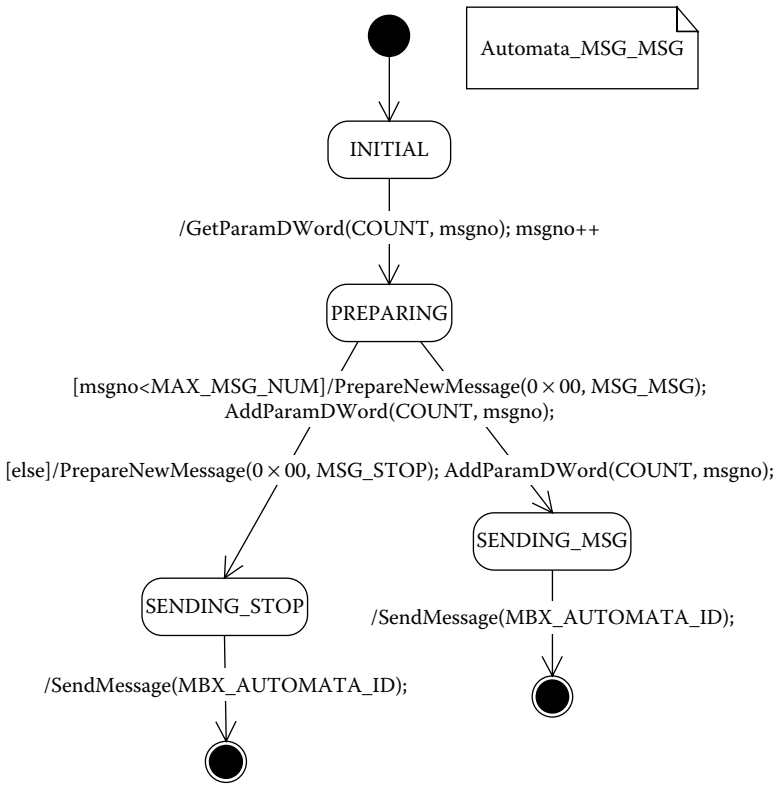 Automata_MSG_MSG
INITIAL
/GetParamDWord(COUNT, msgno); msgno++
PREPARING
[msgno<MAX_MSG_NUM]/PrepareNewMessage(0 × 00, MSG_MSG);
AddParamDWord(COUNT, msgno);
[else]/PrepareNewMessage(0 × 00, MSG_STOP); AddParamDWord(COUNT, msgno);
SENDING_MSG
SENDING_STOP
/SendMessage(MBX_AUTOMATA_ID);
/SendMessage(MBX_AUTOMATA_ID);